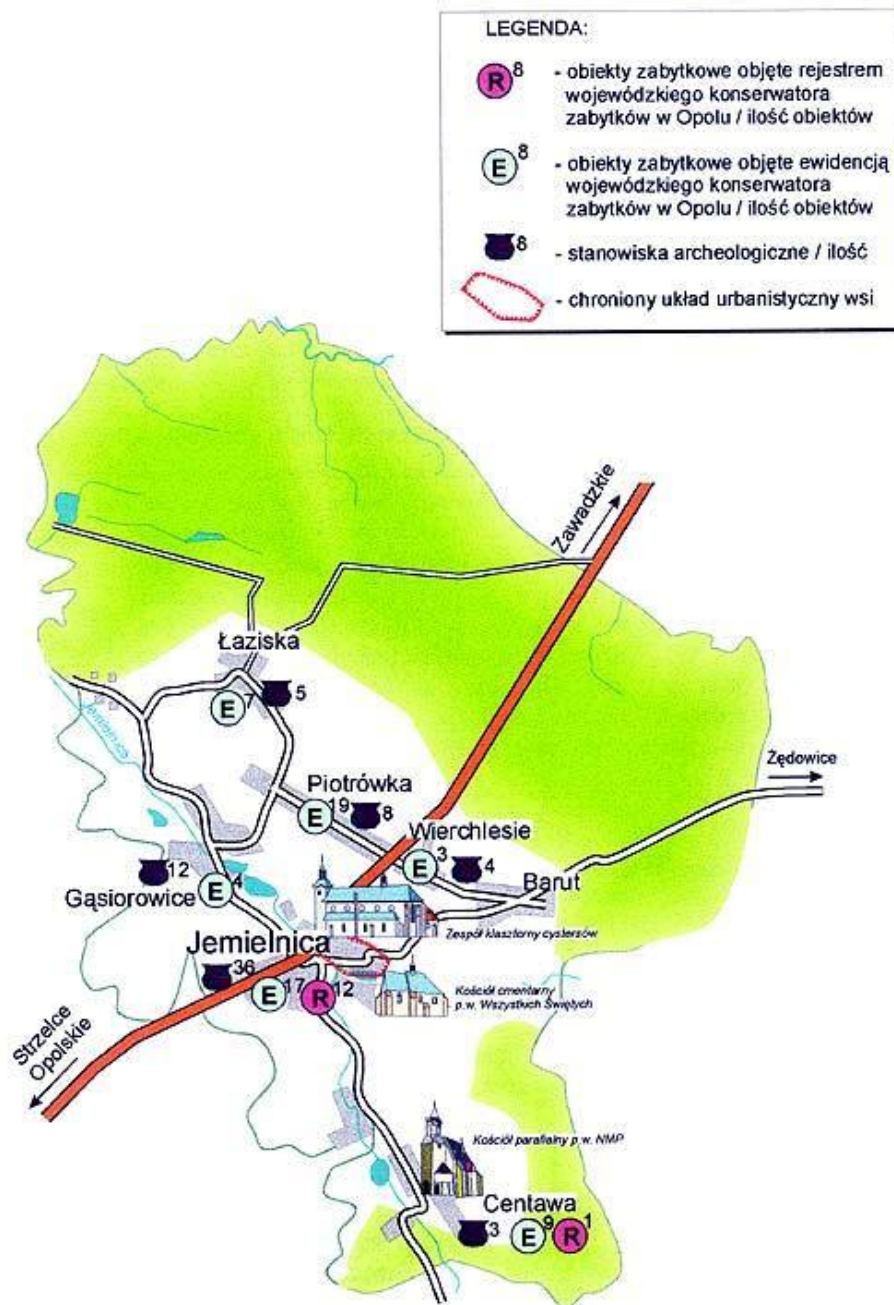 LEGENDA:
R 8 - obiekty zabytkowe objęte rejestrem
wojewódzkiego konserwatora
zabytków w Opolu / ilość obiektów
E 8 - obiekty zabytkowe objęte ewidencją
wojewódzkiego konserwatora
zabytków w Opolu / ilość obiektów
8 - stanowiska archeologiczne / ilość
- chroniony układ urbanistyczny wsi
Zawadzkie
Łaziska
E 7 5
Jemielnica
Żędowice
Piotrówka
E 19 8
Wierchlesie
E 3 4
Barut
12
Gąsiorowice
E 4
Zespół klasztorny cystersów
Jemielnica
36
E 17 R 12
Kościół cmentarny
p.w. Wszystkich Świętych
Strzelce
Opolskie
Kościół parafialny p.w. NMP
Centawa
3 E 9 R 1